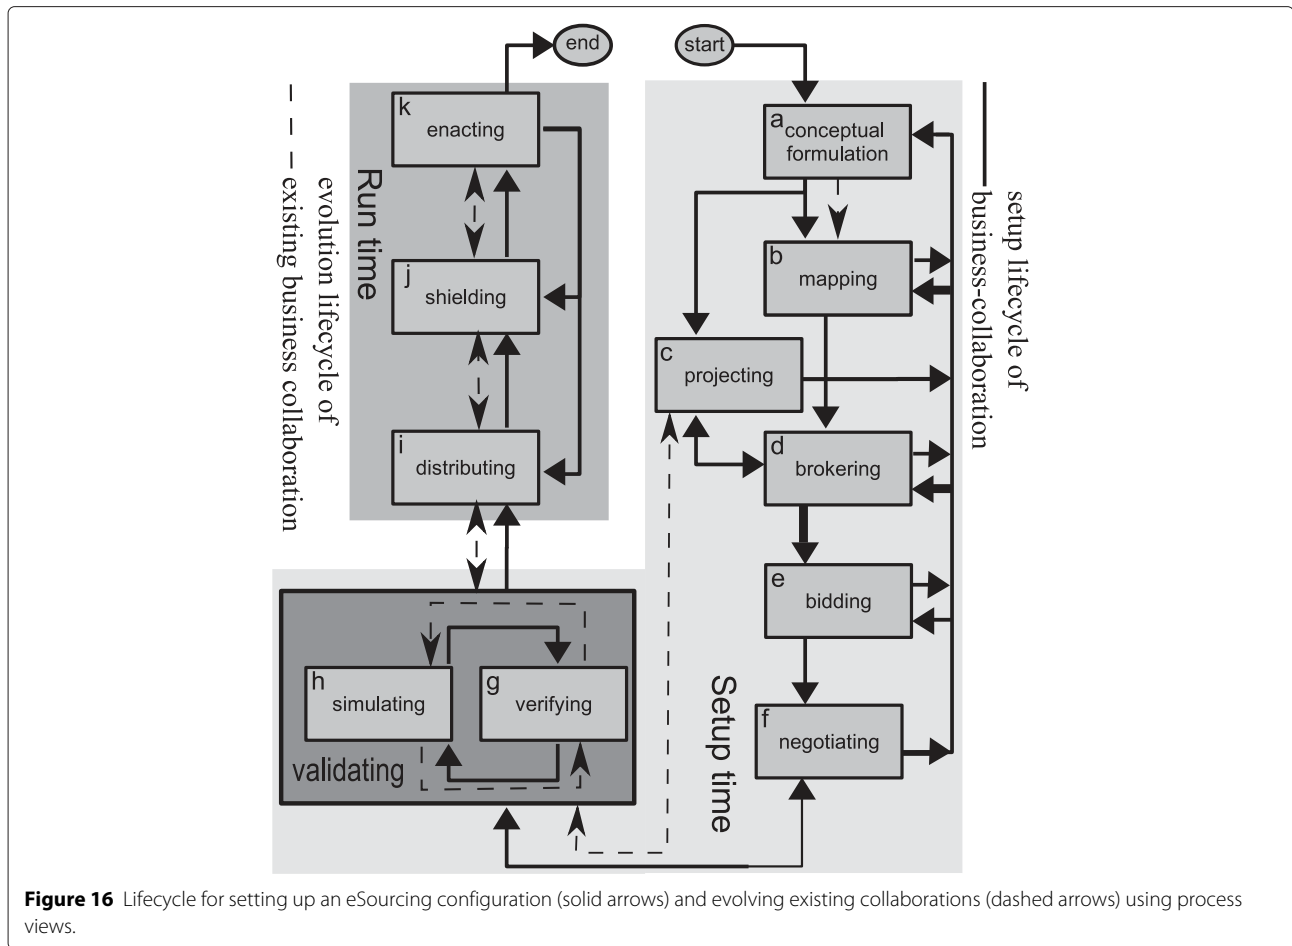 end
start
k
enacting
a
conceptual
formulation
evolution lifecycle of
existing business collaboration
Run time
setup lifecycle of
business-collaboration
b
mapping
j
shielding
c
projecting
i
distributing
d
brokering
e
bidding
h
simulating
g
verifying
validating
Setup time
f
negotiating
Figure 16 Lifecycle for setting up an eSourcing configuration (solid arrows) and evolving existing collaborations (dashed arrows) using process
views.